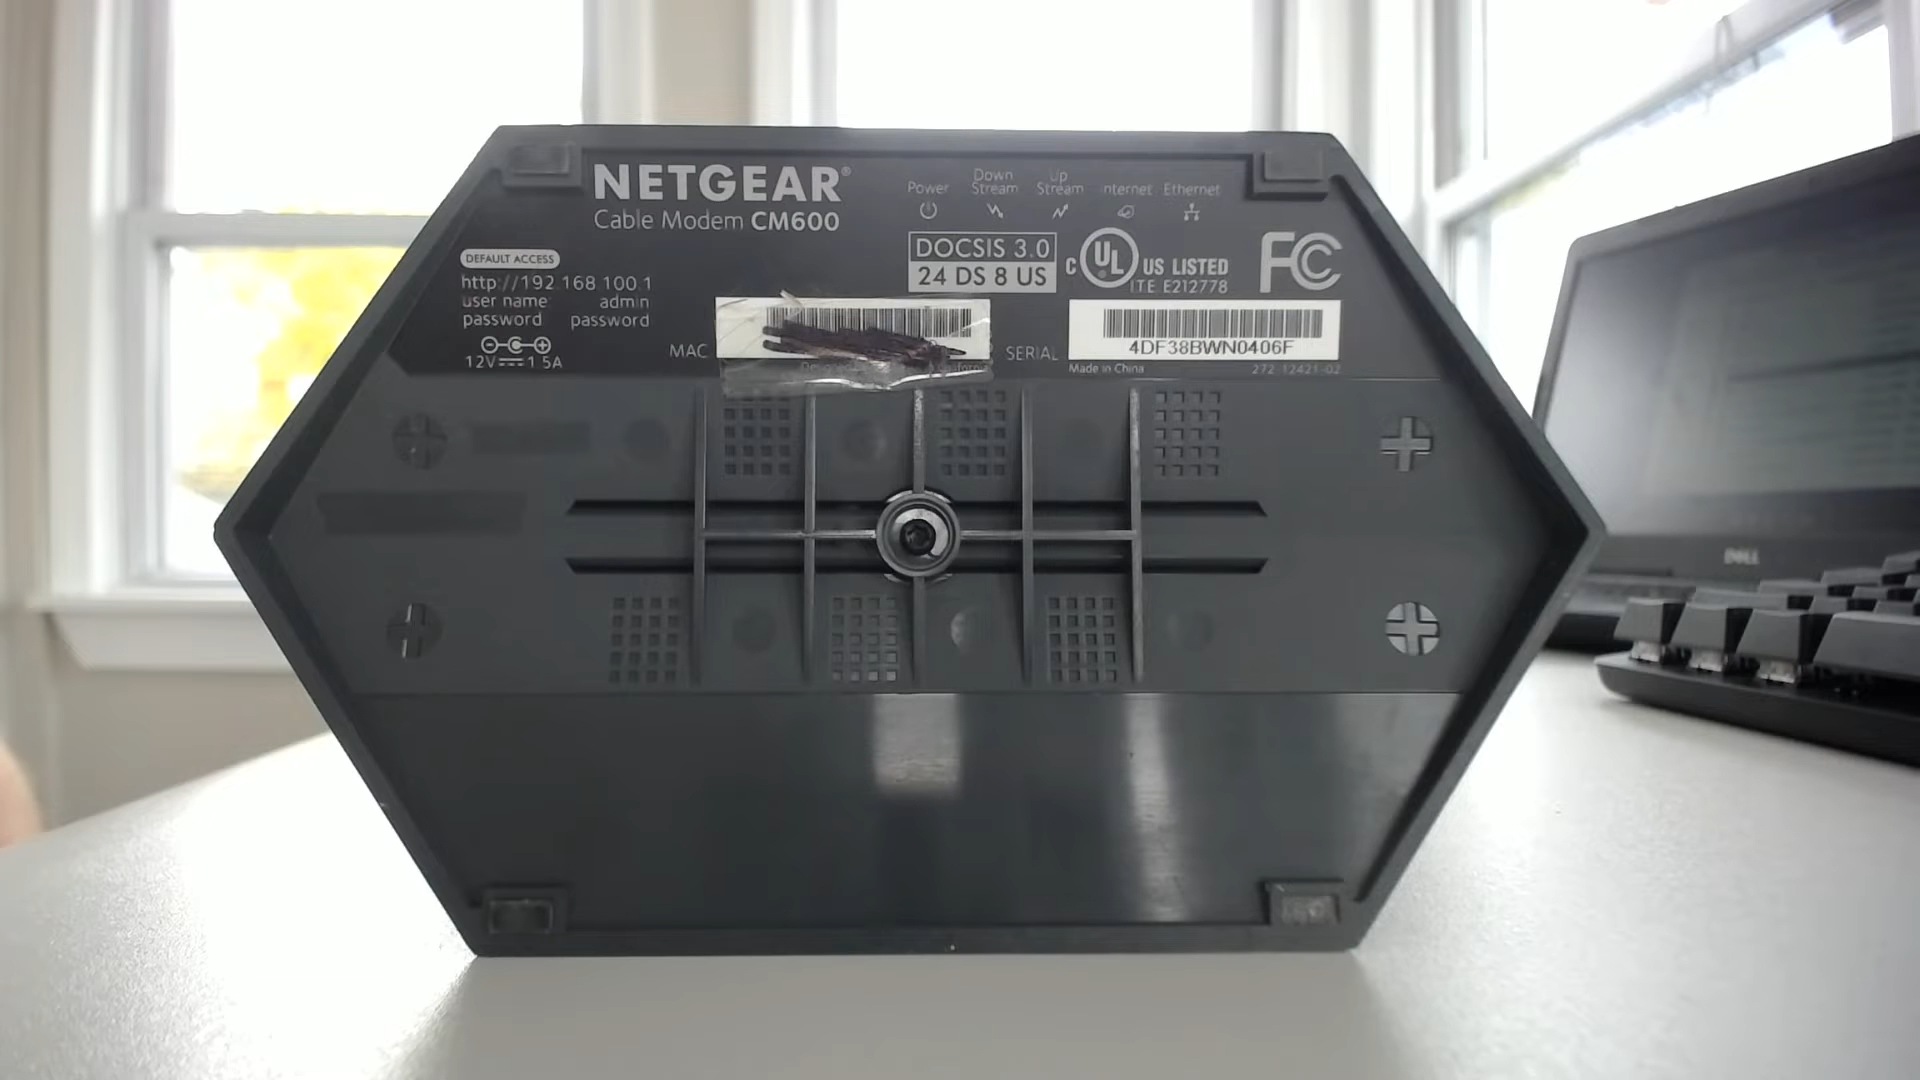 NETGEAR®
Cable Modem CM600
Power Down Stream Up Stream nternet Ethernet
DEFAULT ACCESS
http://192 168 100.1
user name: admin
password password
12V 1 5A
DOCSIS 3.0
24 DS 8 US
C UL US LISTED
ITE E212778
FC
MAC
SERIAL
4DF38BWN0406F
Made in China
272 12421-02
DELL